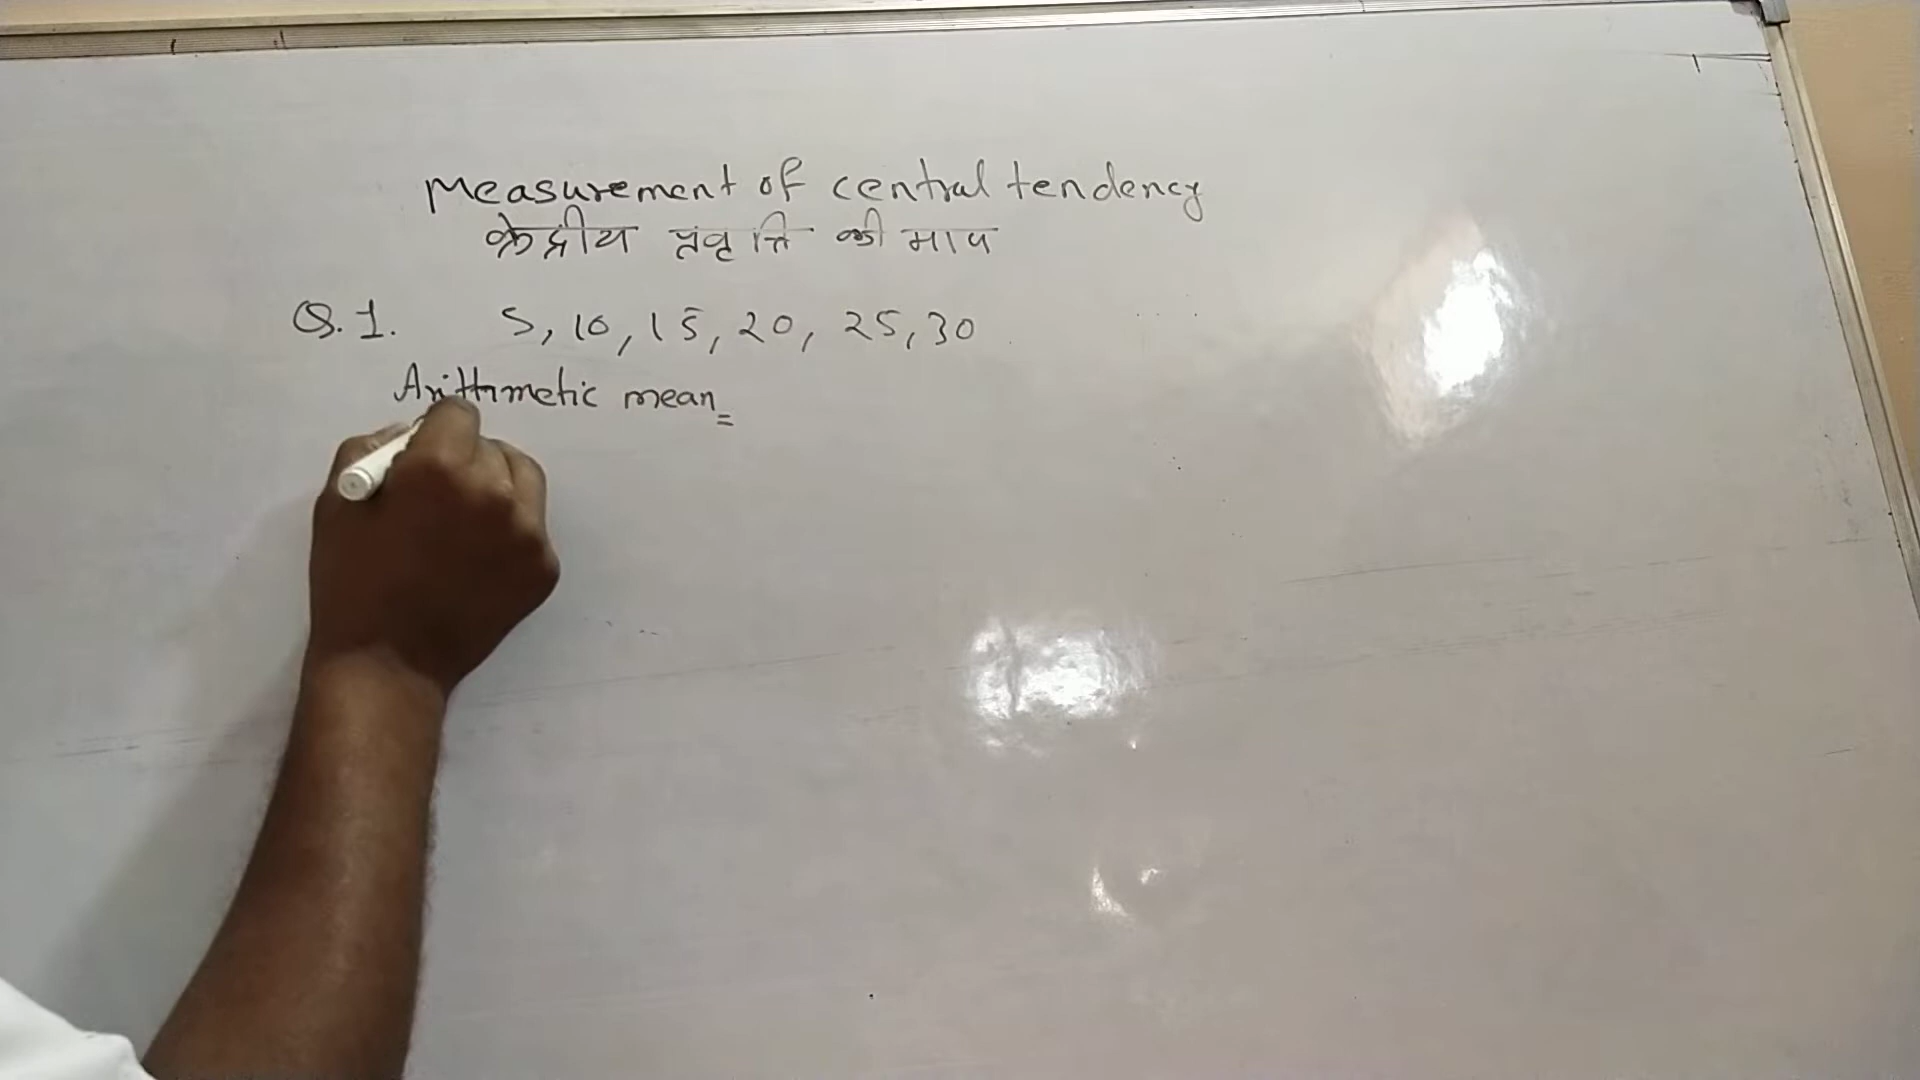 Measurement of central tendency
केन्द्रीय प्रवृत्ति की माप
Q.1. 5, 10, 15, 20, 25, 30
Arithmetic mean =